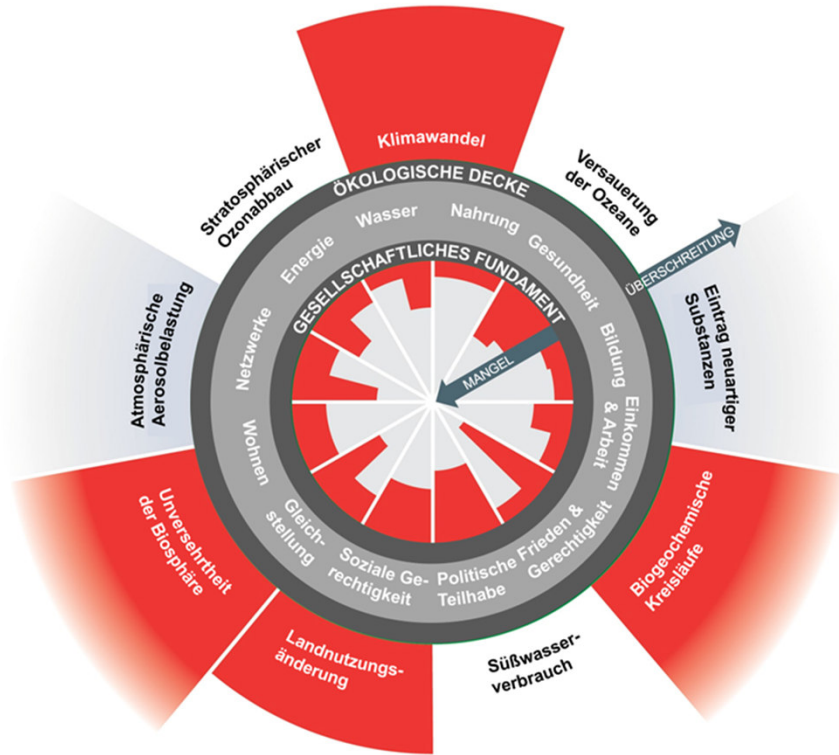 Klimawandel
Versauerung
der Ozeane
ÜBERSCHREITUNG
Eintrag neuartiger
Substanzen
Biogeochemische
Kreisläufe
Süßwasser-
verbrauch
Landnutzungs-
änderung
Unversehrtheit
der Biosphäre
Atmosphärische
Aerosolbelastung
Stratosphärischer
Ozonabbau
ÖKOLOGISCHE DECKE
Wasser
Nahrung
Gesundheit
Bildung
Einkommen
& Arbeit
Frieden &
Gerechtigkeit
Politische
Teilhabe
Soziale Ge-
rechtigkeit
Gleich-
stellung
Wohnen
Netzwerke
Energie
GESELLSCHAFTLICHES FUNDAMENT
MANGEL